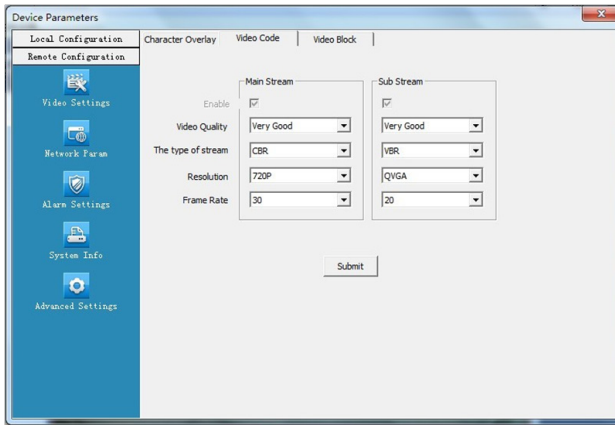 Device Parameters
Local Configuration
Remote Configuration
Video Settings
Network Param
Alarm Settings
System Info
Advanced Settings
Character Overlay Video Code Video Block
Main Stream Sub Stream
Enable
Video Quality Very Good Very Good
The type of stream CBR VBR
Resolution 720P QVGA
Frame Rate 30 20
Submit